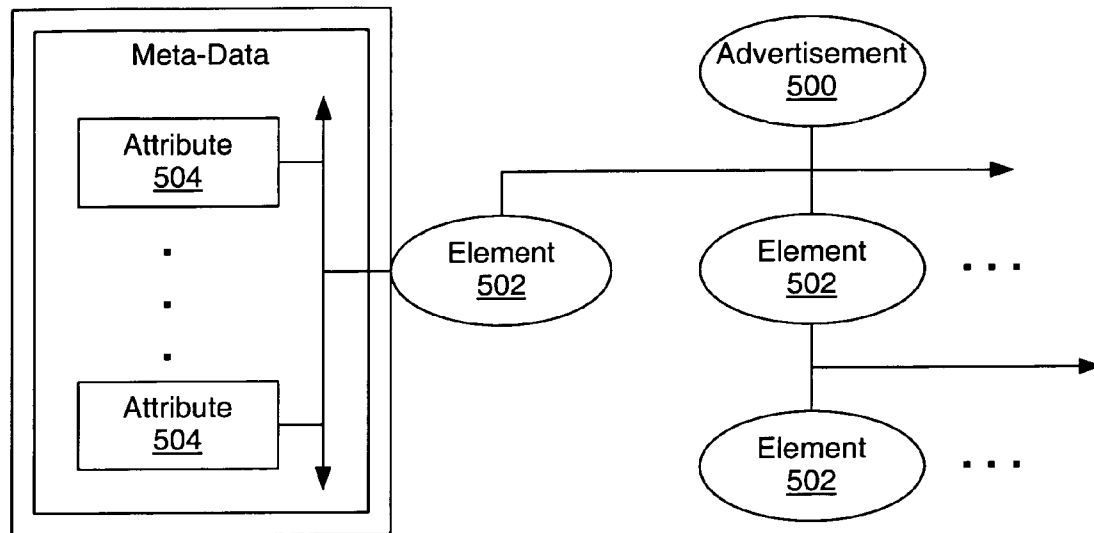 Meta-Data
Attribute
504
Attribute
504
Element
502
Advertisement
500
Element
502
Element
502